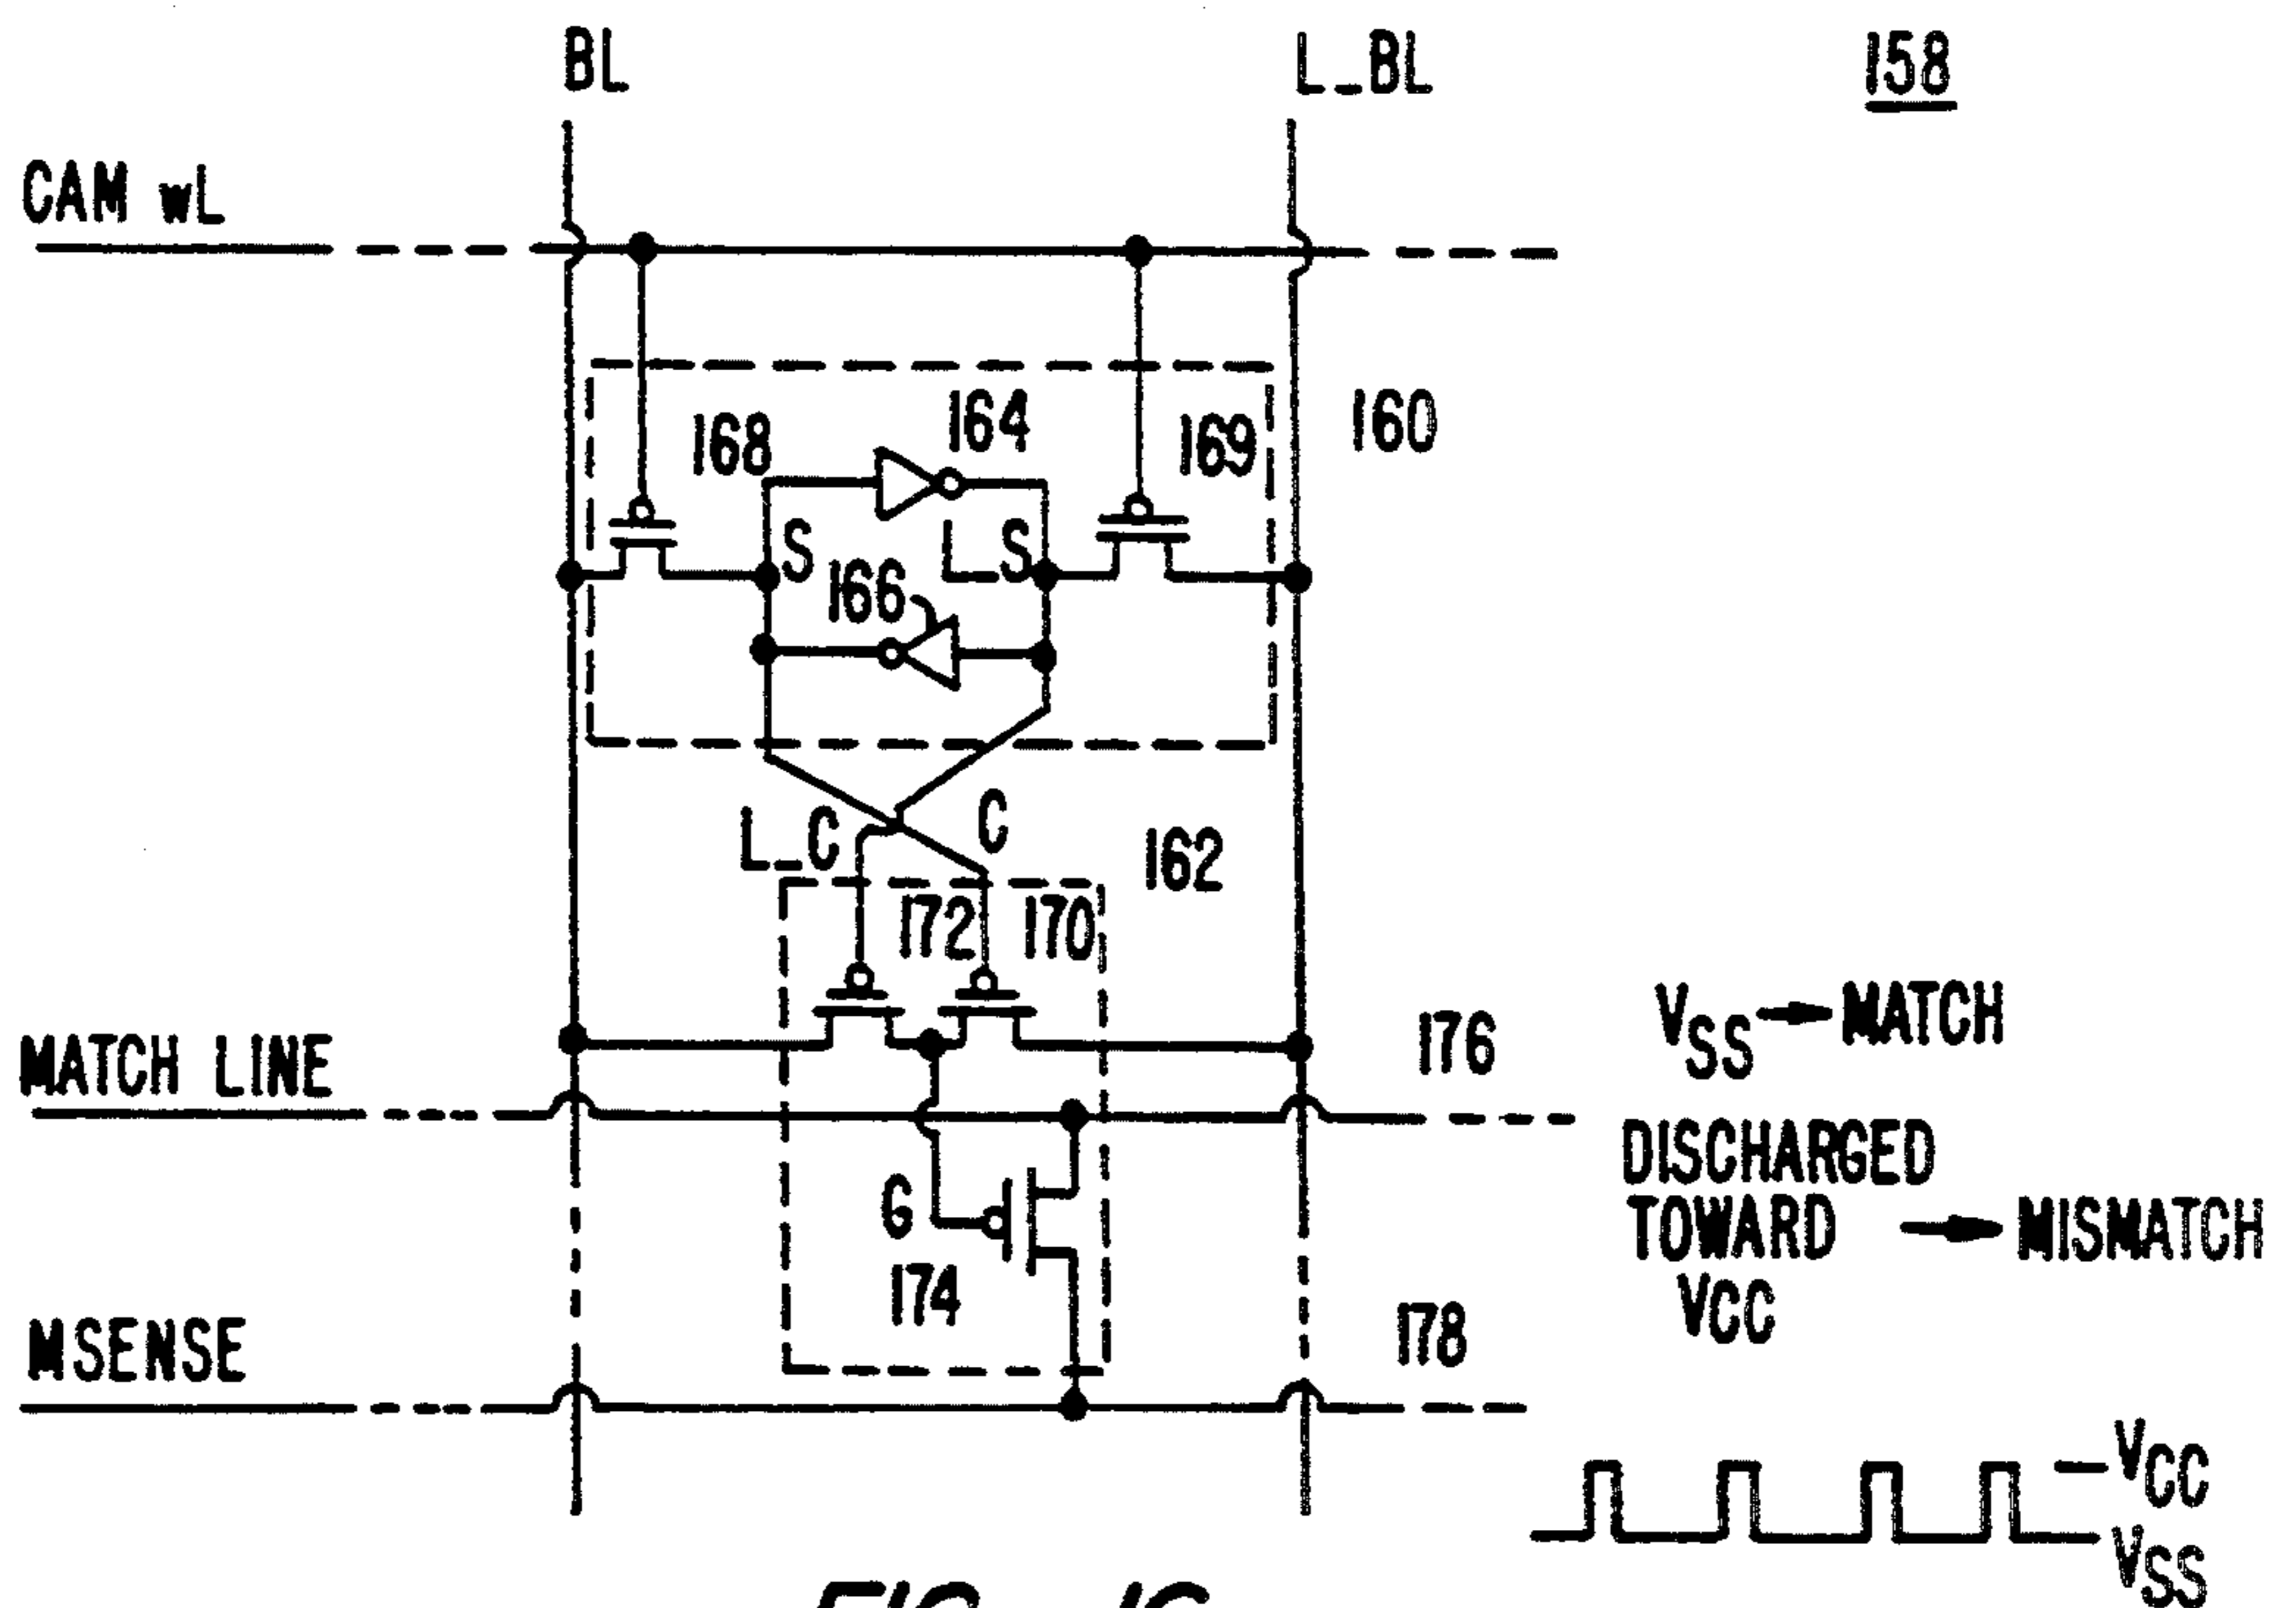 BL
L_BL
158
CAM wL
168
164
169
160
S
L_S
166
L_C
C
162
172
170
MATCH LINE
176
VSS → MATCH
DISCHARGED
TOWARD → MISMATCH
VCC
G
174
MSENSE
178
VCC
VSS